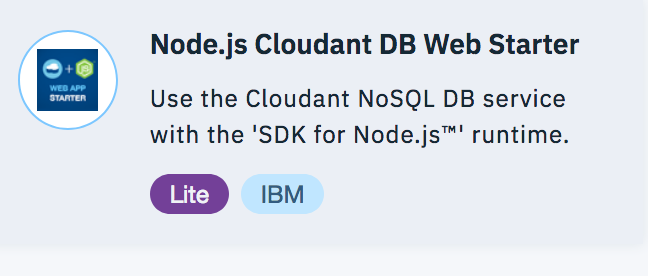 Node.js Cloudant DB Web Starter
WEB APP
STARTER
Use the Cloudant NoSQL DB service
with the 'SDK for Node.js™' runtime.
Lite
IBM